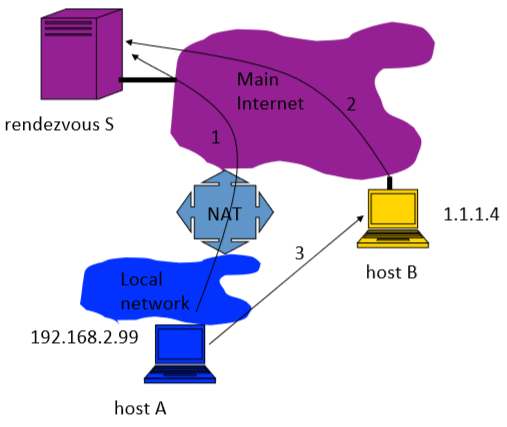 Main
Internet
rendezvous S
1
2
NAT
1.1.1.4
3
host B
Local
network
192.168.2.99
host A